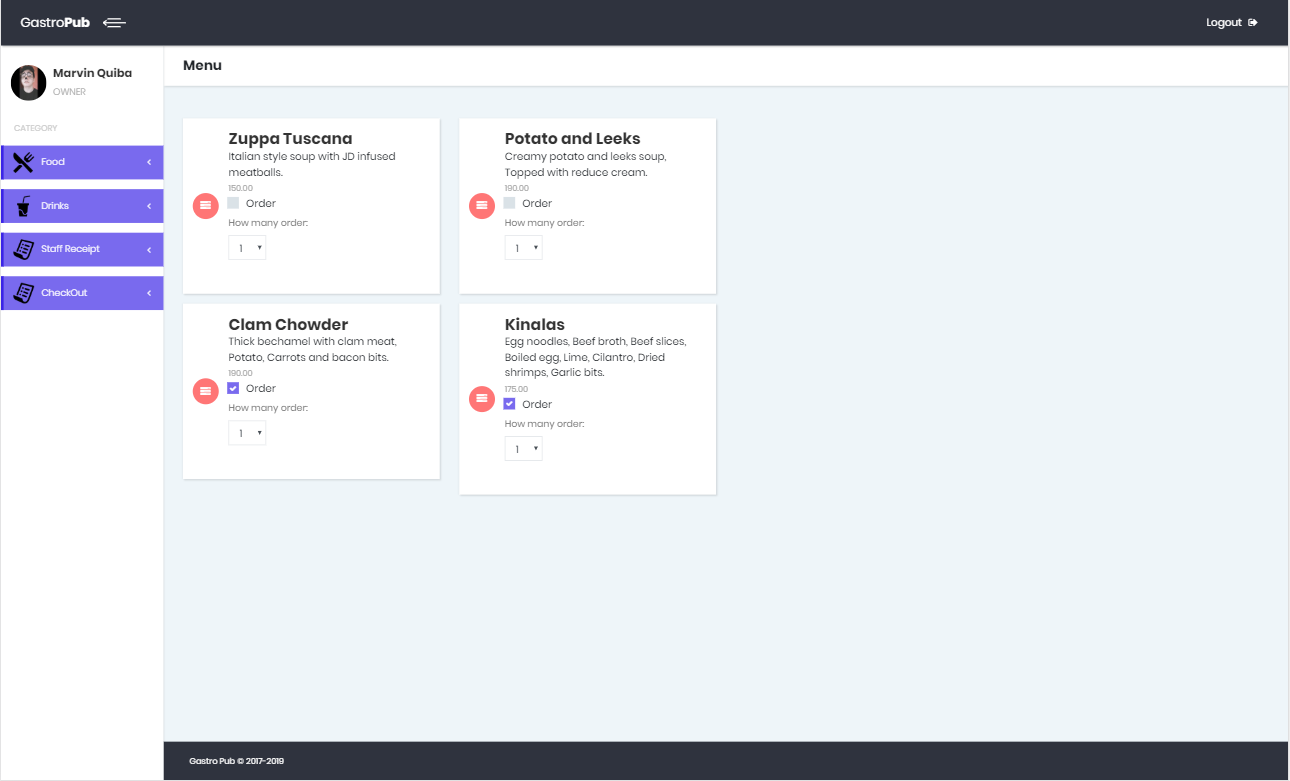 GastroPub
Logout
Marvin Quiba
OWNER
CATEGORY
Food
Drinks
Staff Receipt
CheckOut
Menu
Zuppa Tuscana
Italian style soup with JD infused
meatballs.
150.00
Order
How many order:
1
Potato and Leeks
Creamy potato and leeks soup,
Topped with reduce cream.
190.00
Order
How many order:
1
Clam Chowder
Thick bechamel with clam meat,
Potato, Carrots and bacon bits.
190.00
Order
How many order:
1
Kinalas
Egg noodles, Beef broth, Beef slices,
Boiled egg, Lime, Cilantro, Dried
shrimps, Garlic bits.
175.00
Order
How many order:
1
Gastro Pub © 2017-2019